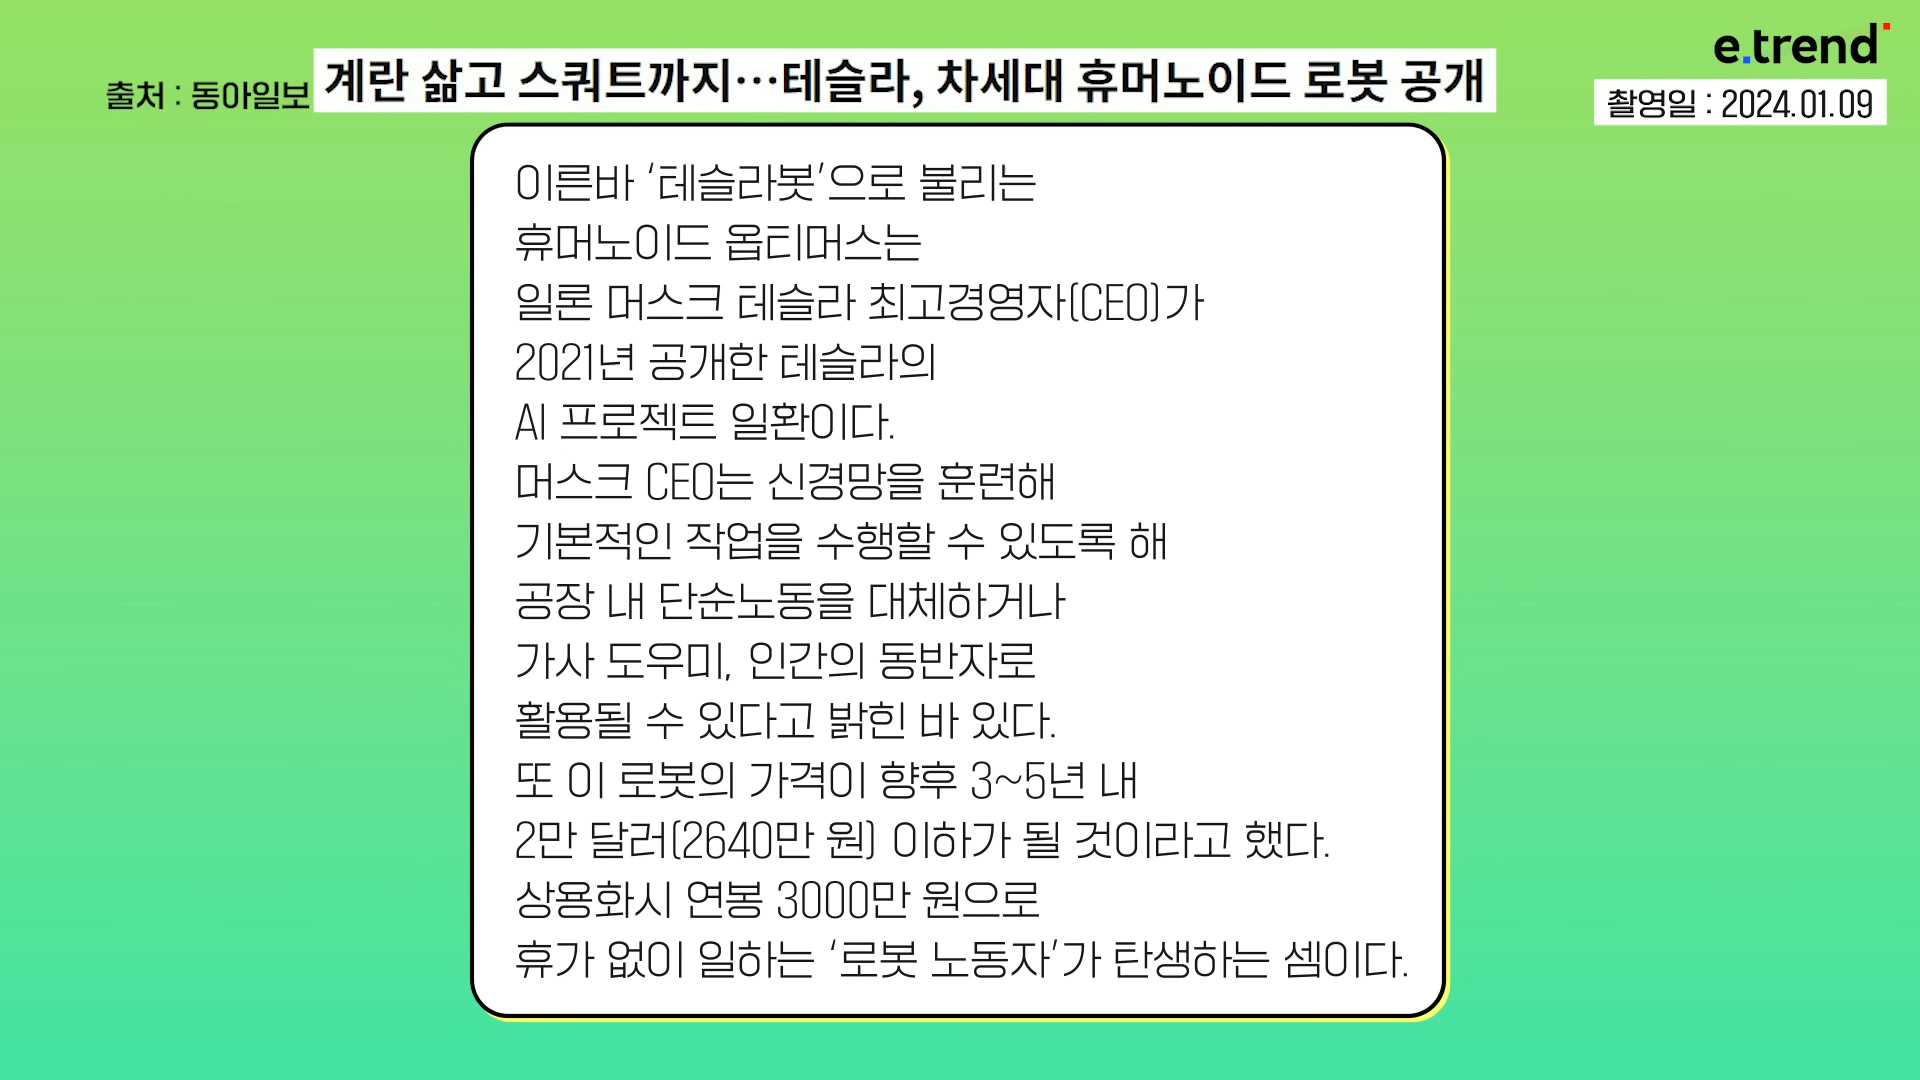 e.trend
출처 : 동아일보
계란 삶고 스쿼트까지…테슬라, 차세대 휴머노이드 로봇 공개
촬영일 : 2024.01.09
이른바 ‘테슬라봇’으로 불리는
휴머노이드 옵티머스는
일론 머스크 테슬라 최고경영자(CEO)가
2021년 공개한 테슬라의
AI 프로젝트 일환이다.
머스크 CEO는 신경망을 훈련해
기본적인 작업을 수행할 수 있도록 해
공장 내 단순노동을 대체하거나
가사 도우미, 인간의 동반자로
활용될 수 있다고 밝힌 바 있다.
또 이 로봇의 가격이 향후 3~5년 내
2만 달러(2640만 원) 이하가 될 것이라고 했다.
상용화시 연봉 3000만 원으로
휴가 없이 일하는 ‘로봇 노동자’가 탄생하는 셈이다.